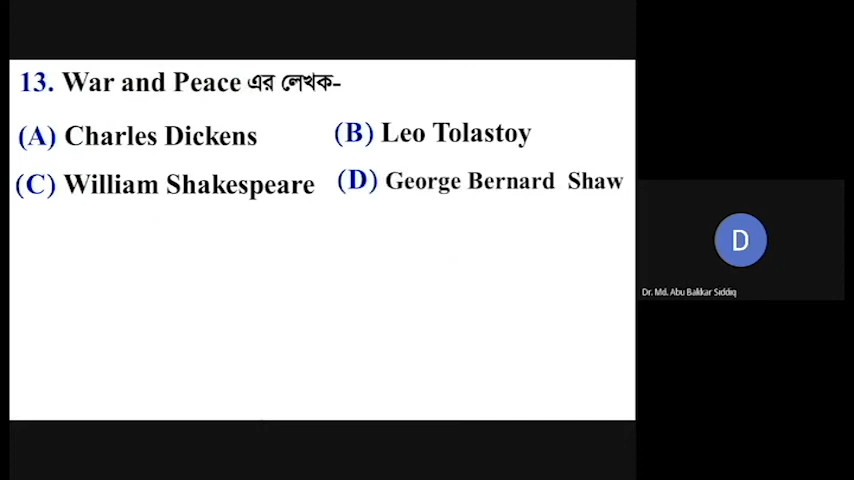 13. War and Peace এর লেখক-
(A) Charles Dickens (B) Leo Tolastoy
(C) William Shakespeare (D) George Bernard Shaw
D
Dr. Md. Abu Bakkar Siddiq